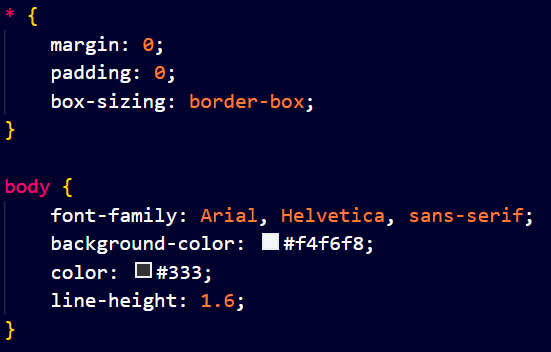 * {
    margin: 0;
    padding: 0;
    box-sizing: border-box;
}

body {
    font-family: Arial, Helvetica, sans-serif;
    background-color: #f4f6f8;
    color: #333;
    line-height: 1.6;
}